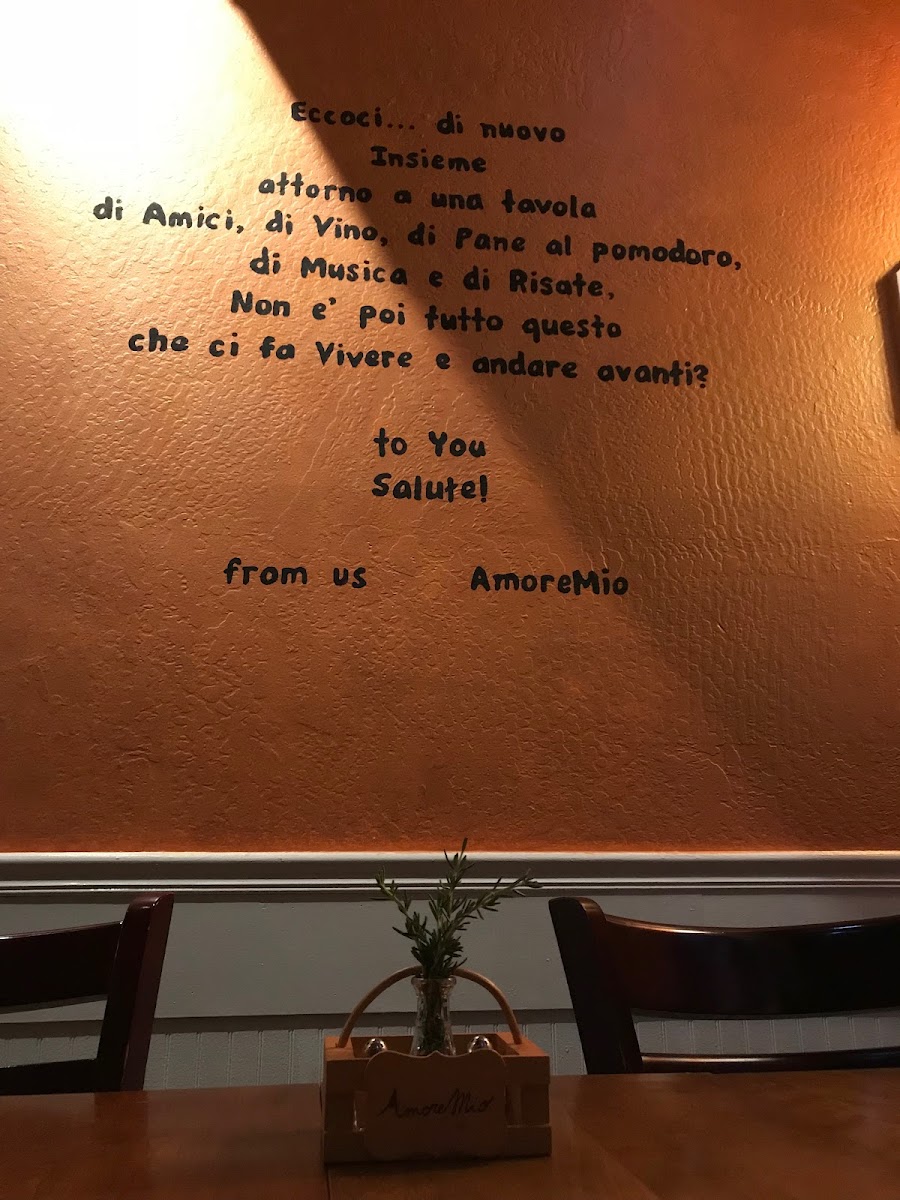 Eccoci... di nuovo
Insieme
attorno a una tavola
di Amici, di Vino, di Pane al pomodoro,
di Musica e di Risate,
Non e' poi tutto questo
che ci fa Vivere e andare avanti?
to You
Salute!
from us AmoreMio
AmoreMio